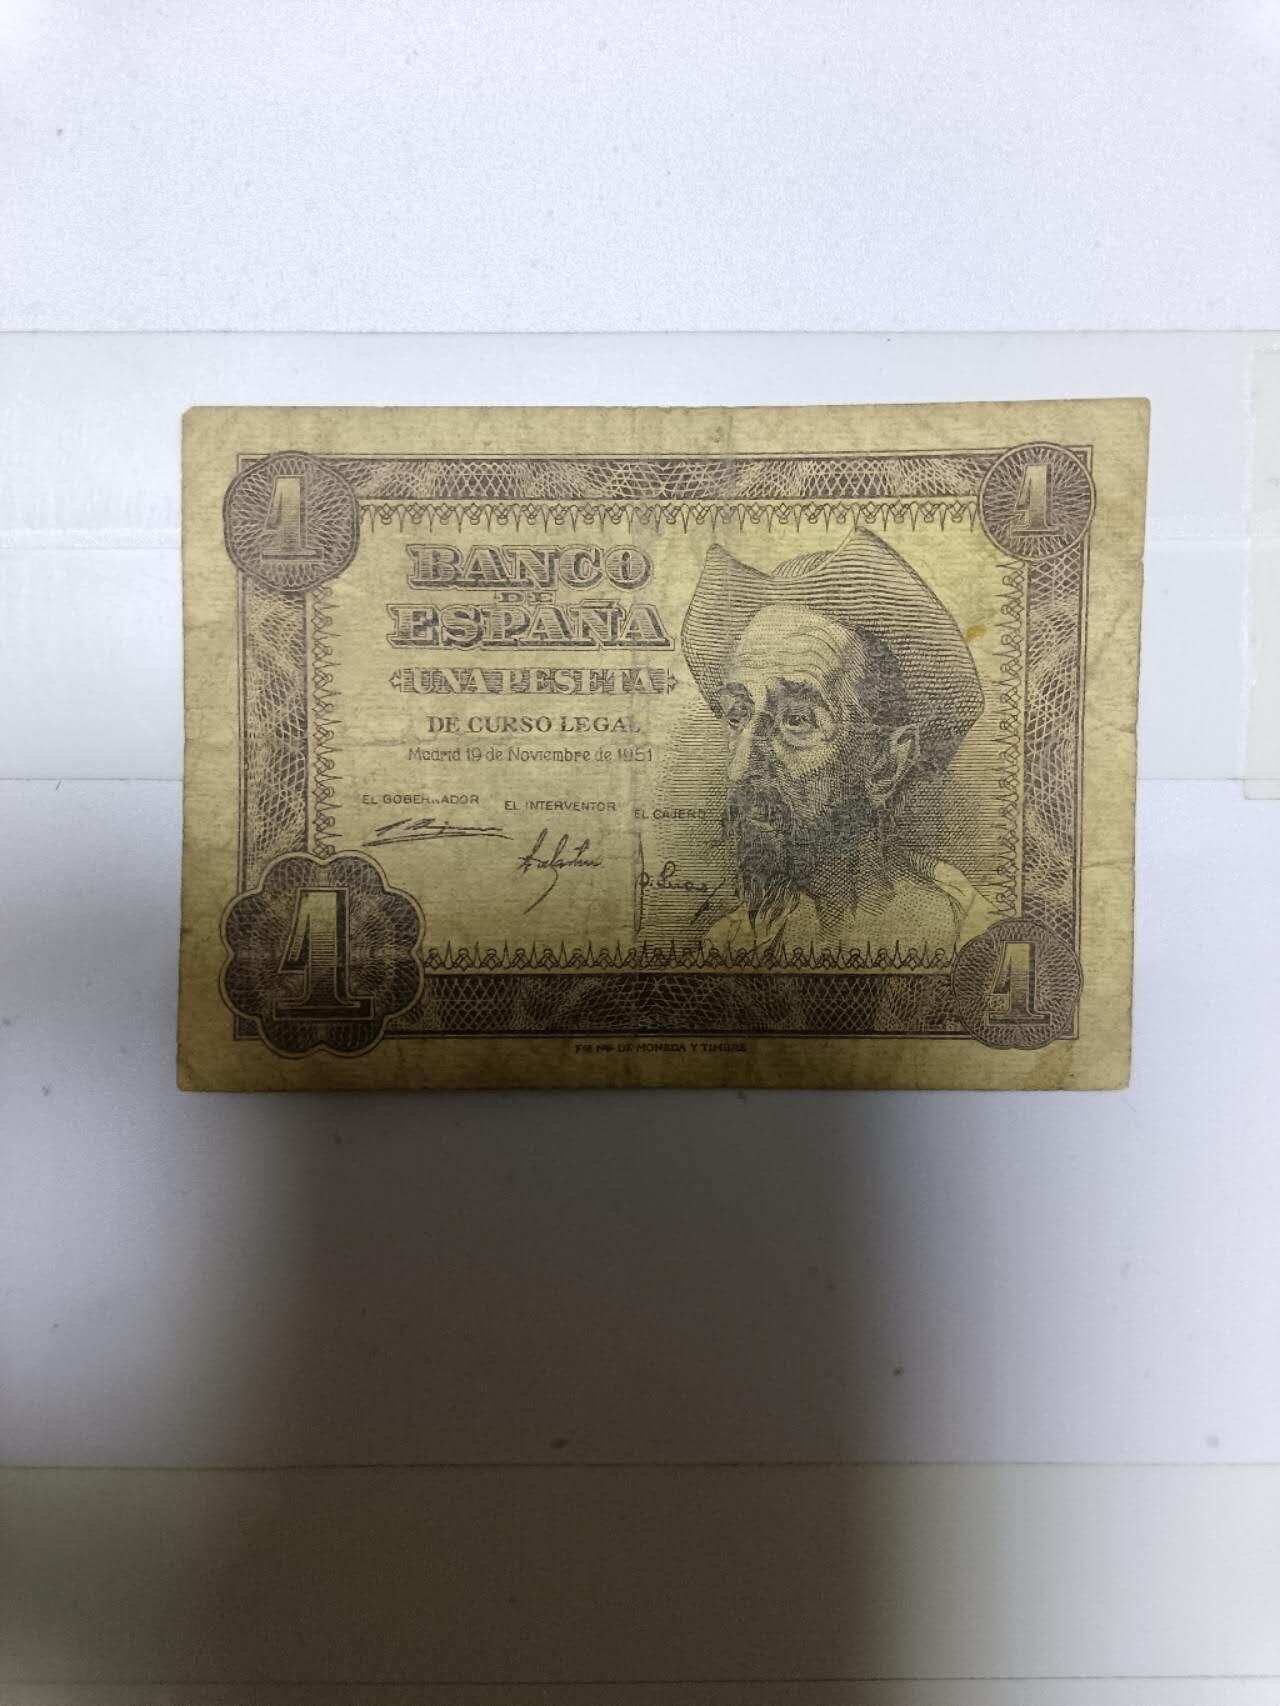 1 1
BANCO
DE
ESPAÑA
UNA PESETA
DE CURSO LEGAL
Madrid 19 de Noviembre de 1951
EL GOBERNADOR EL INTERVENTOR EL CAJERO
1 1
DE MONEDA Y TIMBRE